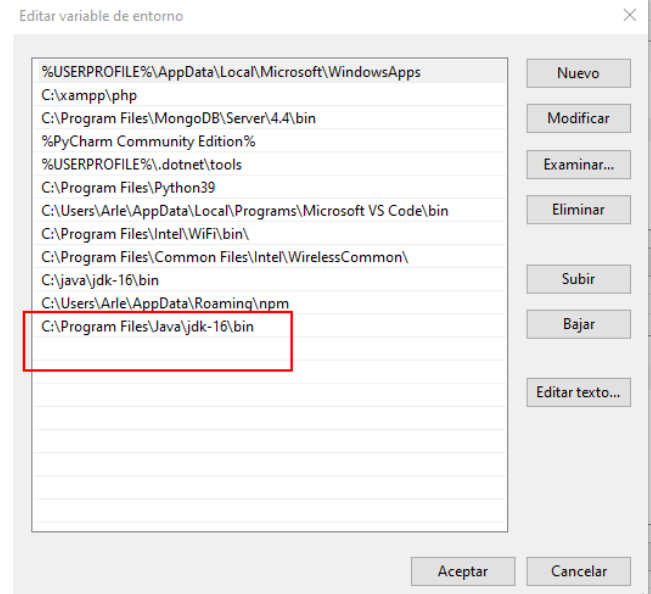 Editar variable de entorno
%USERPROFILE%\AppData\Local\Microsoft\WindowsApps
C:\xampp\php
C:\Program Files\MongoDB\Server\4.4\bin
%PyCharm Community Edition%
%USERPROFILE%\.dotnet\tools
C:\Program Files\Python39
C:\Users\Arle\AppData\Local\Programs\Microsoft VS Code\bin
C:\Program Files\Intel\WiFi\bin\
C:\Program Files\Common Files\Intel\WirelessCommon\
C:\java\jdk-16\bin
C:\Users\Arle\AppData\Roaming\npm
C:\Program Files\Java\jdk-16\bin
Nuevo
Modificar
Examinar...
Eliminar
Subir
Bajar
Editar texto...
Aceptar
Cancelar